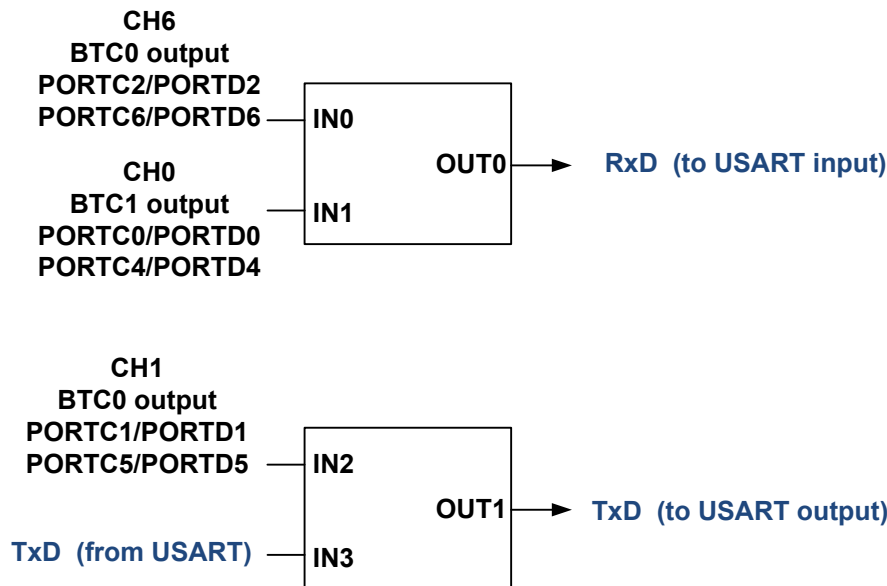 CH6
BTC0 output
PORTC2/PORTD2
PORTC6/PORTD6
IN0
OUT0
RxD (to USART input)
CH0
BTC1 output
PORTC0/PORTD0
PORTC4/PORTD4
IN1
CH1
BTC0 output
PORTC1/PORTD1
PORTC5/PORTD5
IN2
OUT1
TxD (to USART output)
TxD (from USART)
IN3